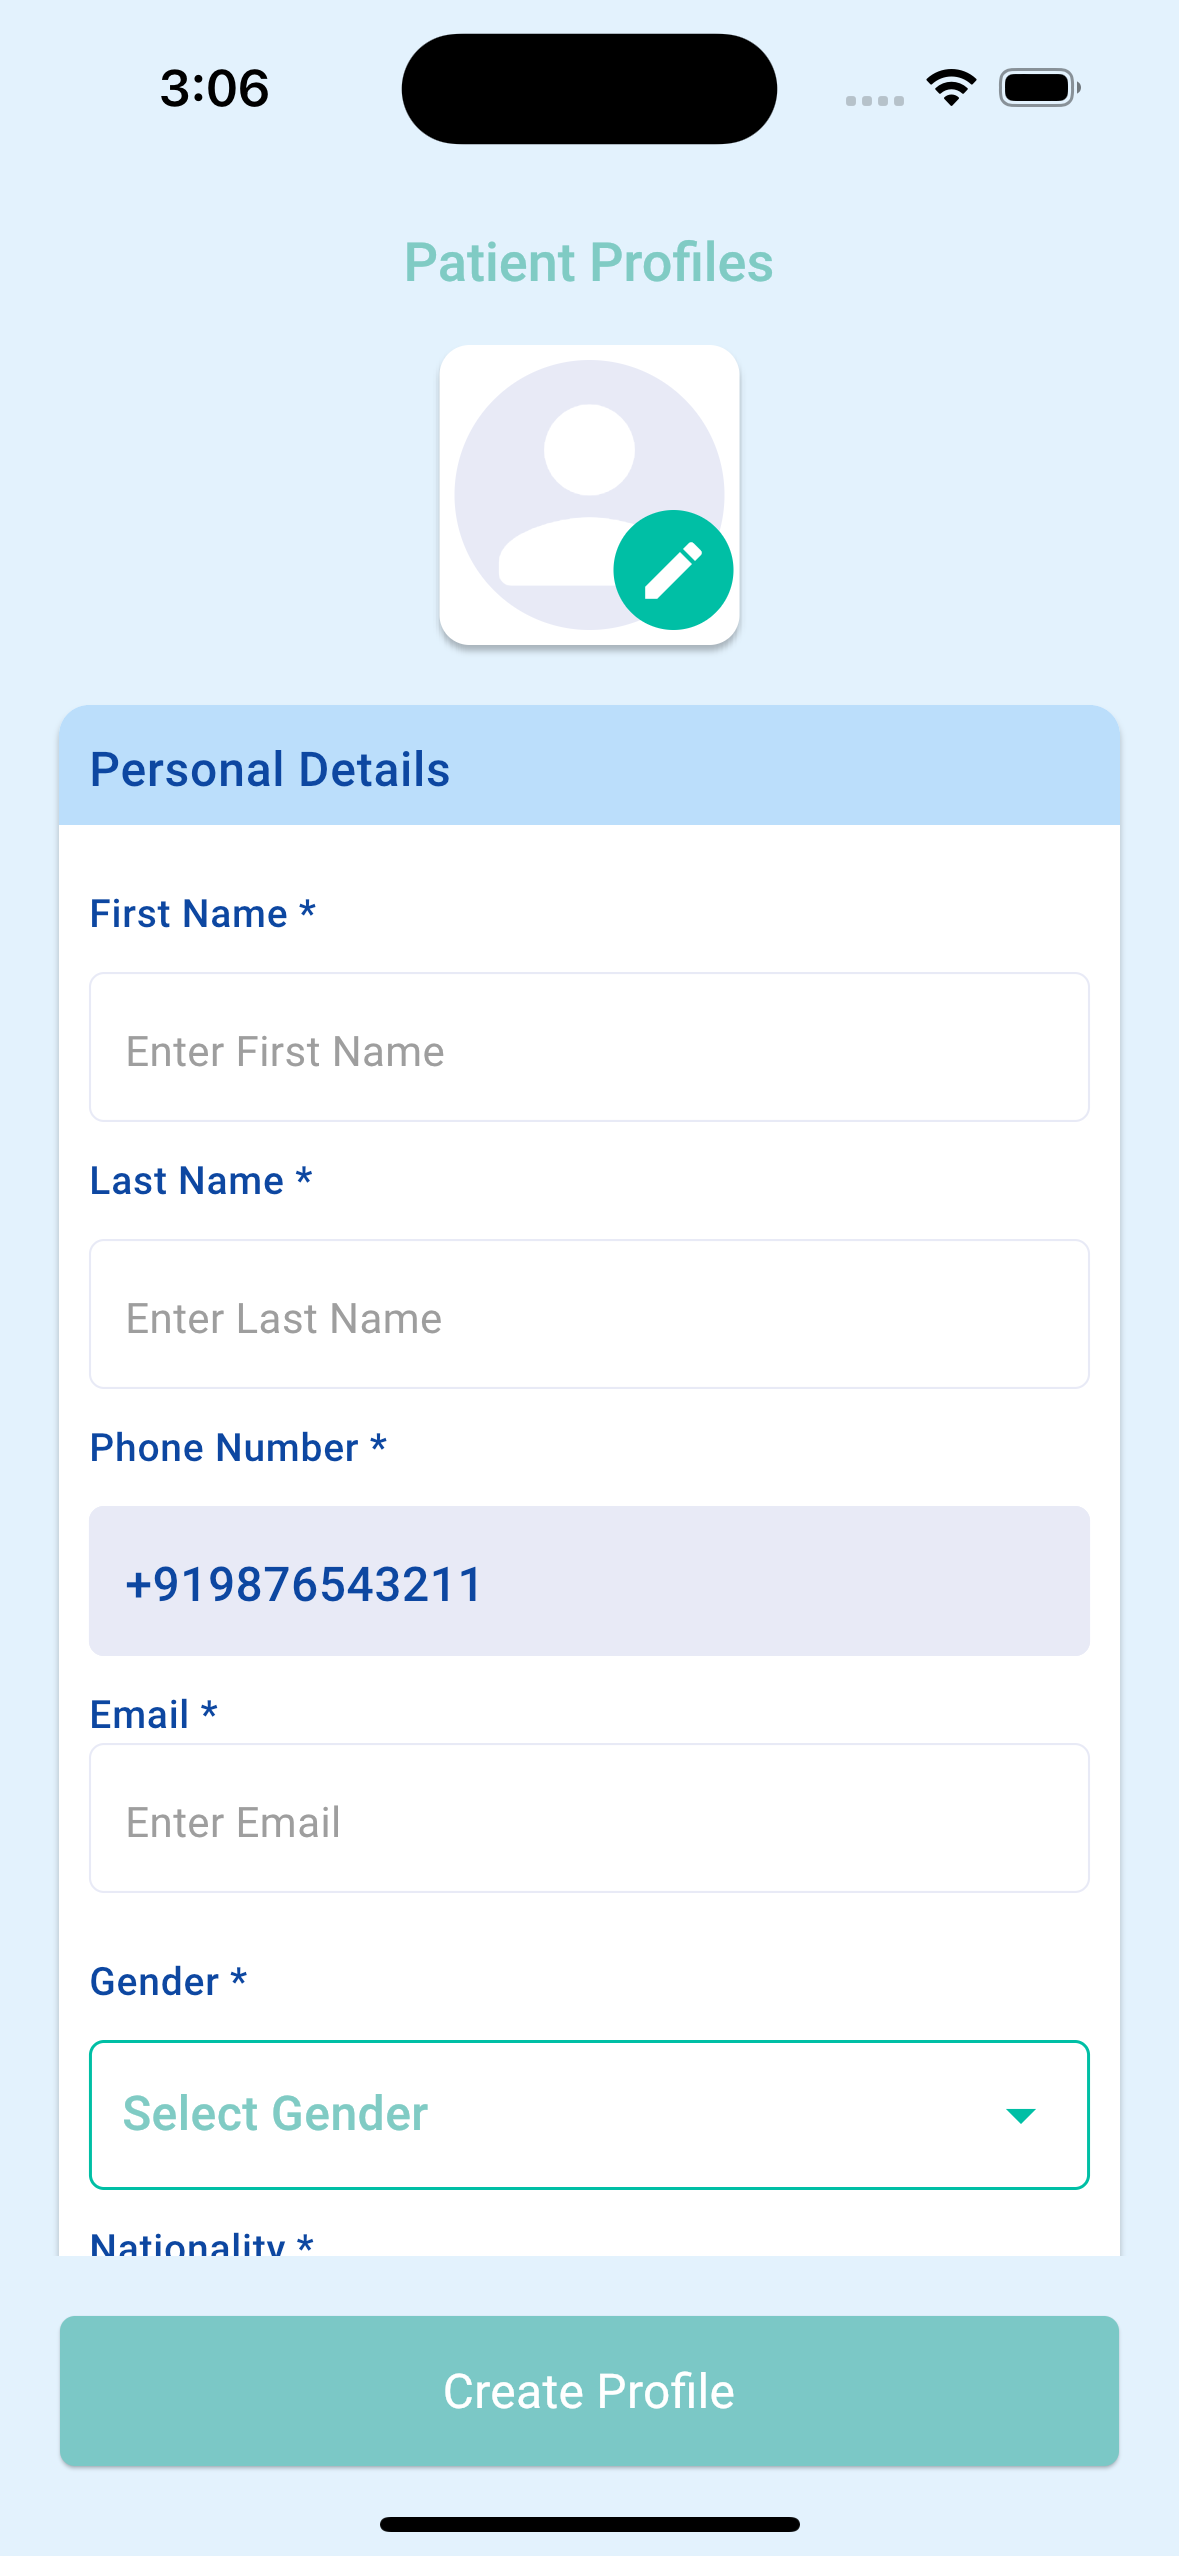 3:06
Patient Profiles
Personal Details
First Name *
Enter First Name
Last Name *
Enter Last Name
Phone Number *
+919876543211
Email *
Enter Email
Gender *
Select Gender
Nationality *
Create Profile